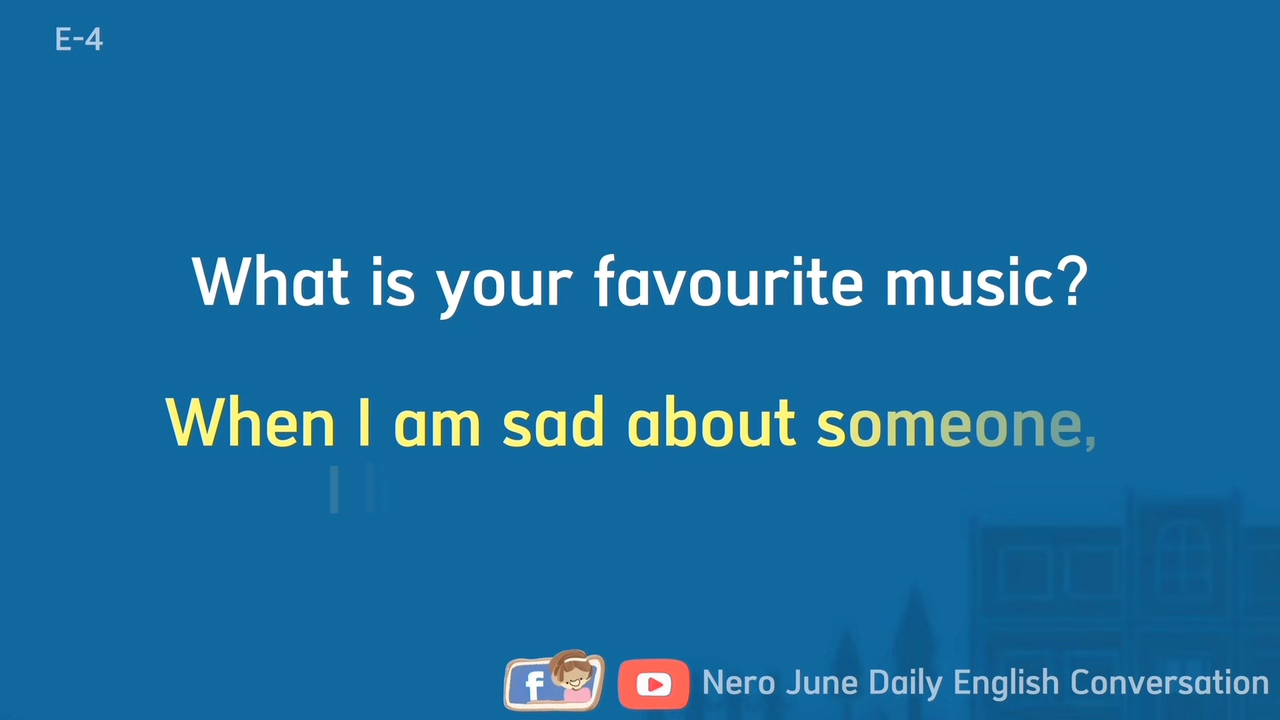 E-4
What is your favourite music?
When I am sad about someone,
I
f
Nero June Daily English Conversation